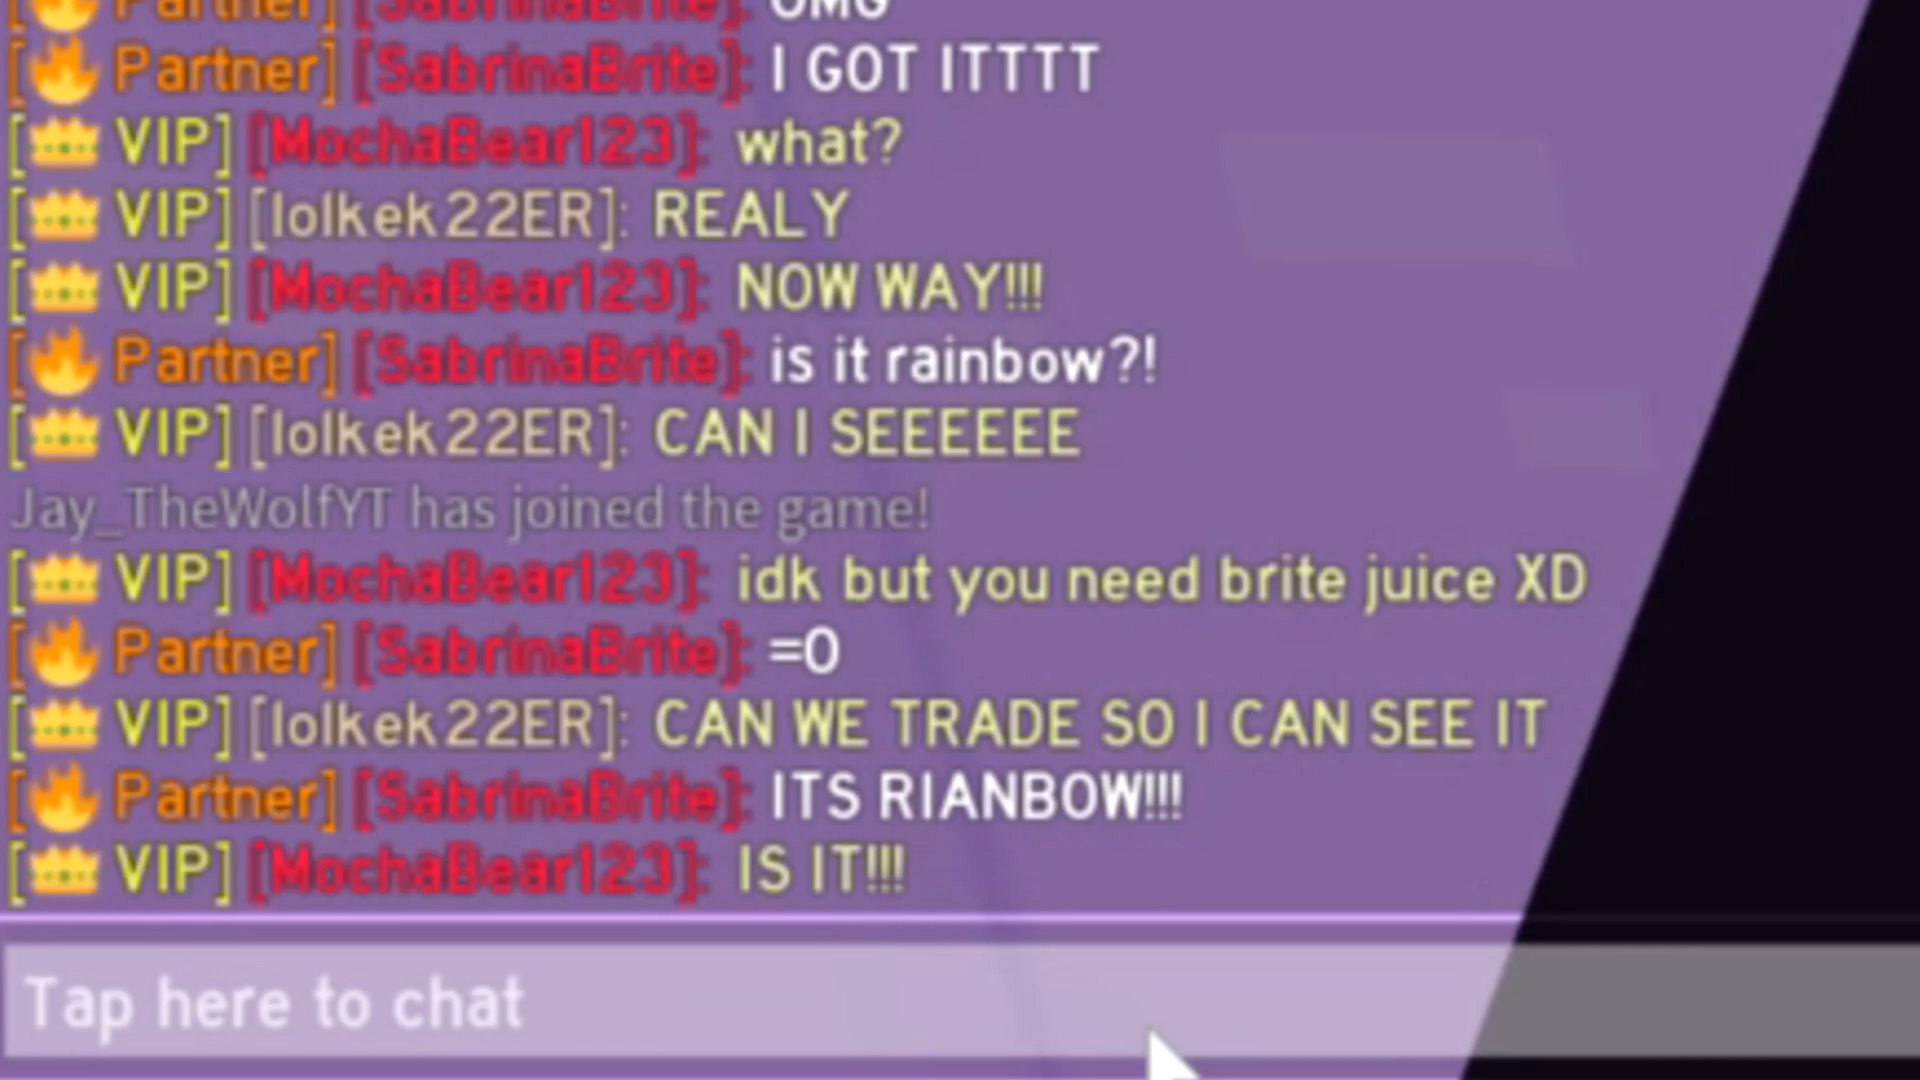 [🔥 Partner] [SabrinaBrite]: OMG
[🔥 Partner] [SabrinaBrite]: I GOT ITTTT
[👑 VIP] [MochaBear123]: what?
[👑 VIP] [lolkek22ER]: REALY
[👑 VIP] [MochaBear123]: NOW WAY!!!
[🔥 Partner] [SabrinaBrite]: is it rainbow?!
[👑 VIP] [lolkek22ER]: CAN I SEEEEEE
Jay_TheWolfYT has joined the game!
[👑 VIP] [MochaBear123]: idk but you need brite juice XD
[🔥 Partner] [SabrinaBrite]: =O
[👑 VIP] [lolkek22ER]: CAN WE TRADE SO I CAN SEE IT
[🔥 Partner] [SabrinaBrite]: ITS RIANBOW!!!
[👑 VIP] [MochaBear123]: IS IT!!!
Tap here to chat